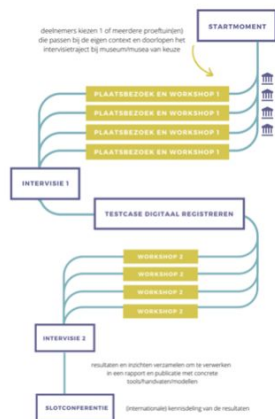 STARTMOMENT
deelnemers kiezen 1 of meerdere proeftuin(en)
die passen bij de eigen context en doorlopen het
intervisietraject bij museum/musea van keuze
PLAATSBEZOEK EN WORKSHOP 1
PLAATSBEZOEK EN WORKSHOP 1
PLAATSBEZOEK EN WORKSHOP 1
PLAATSBEZOEK EN WORKSHOP 1
INTERVISIE 1
TESTCASE DIGITAAL REGISTREREN
WORKSHOP 2
WORKSHOP 2
WORKSHOP 2
WORKSHOP 2
INTERVISIE 2
resultaten en inzichten verzamelen om te verwerken
in een rapport en publicatie met concrete
tools/handvaten/modellen
SLOTCONFERENTIE
(internationale) kennisdeling van de resultaten